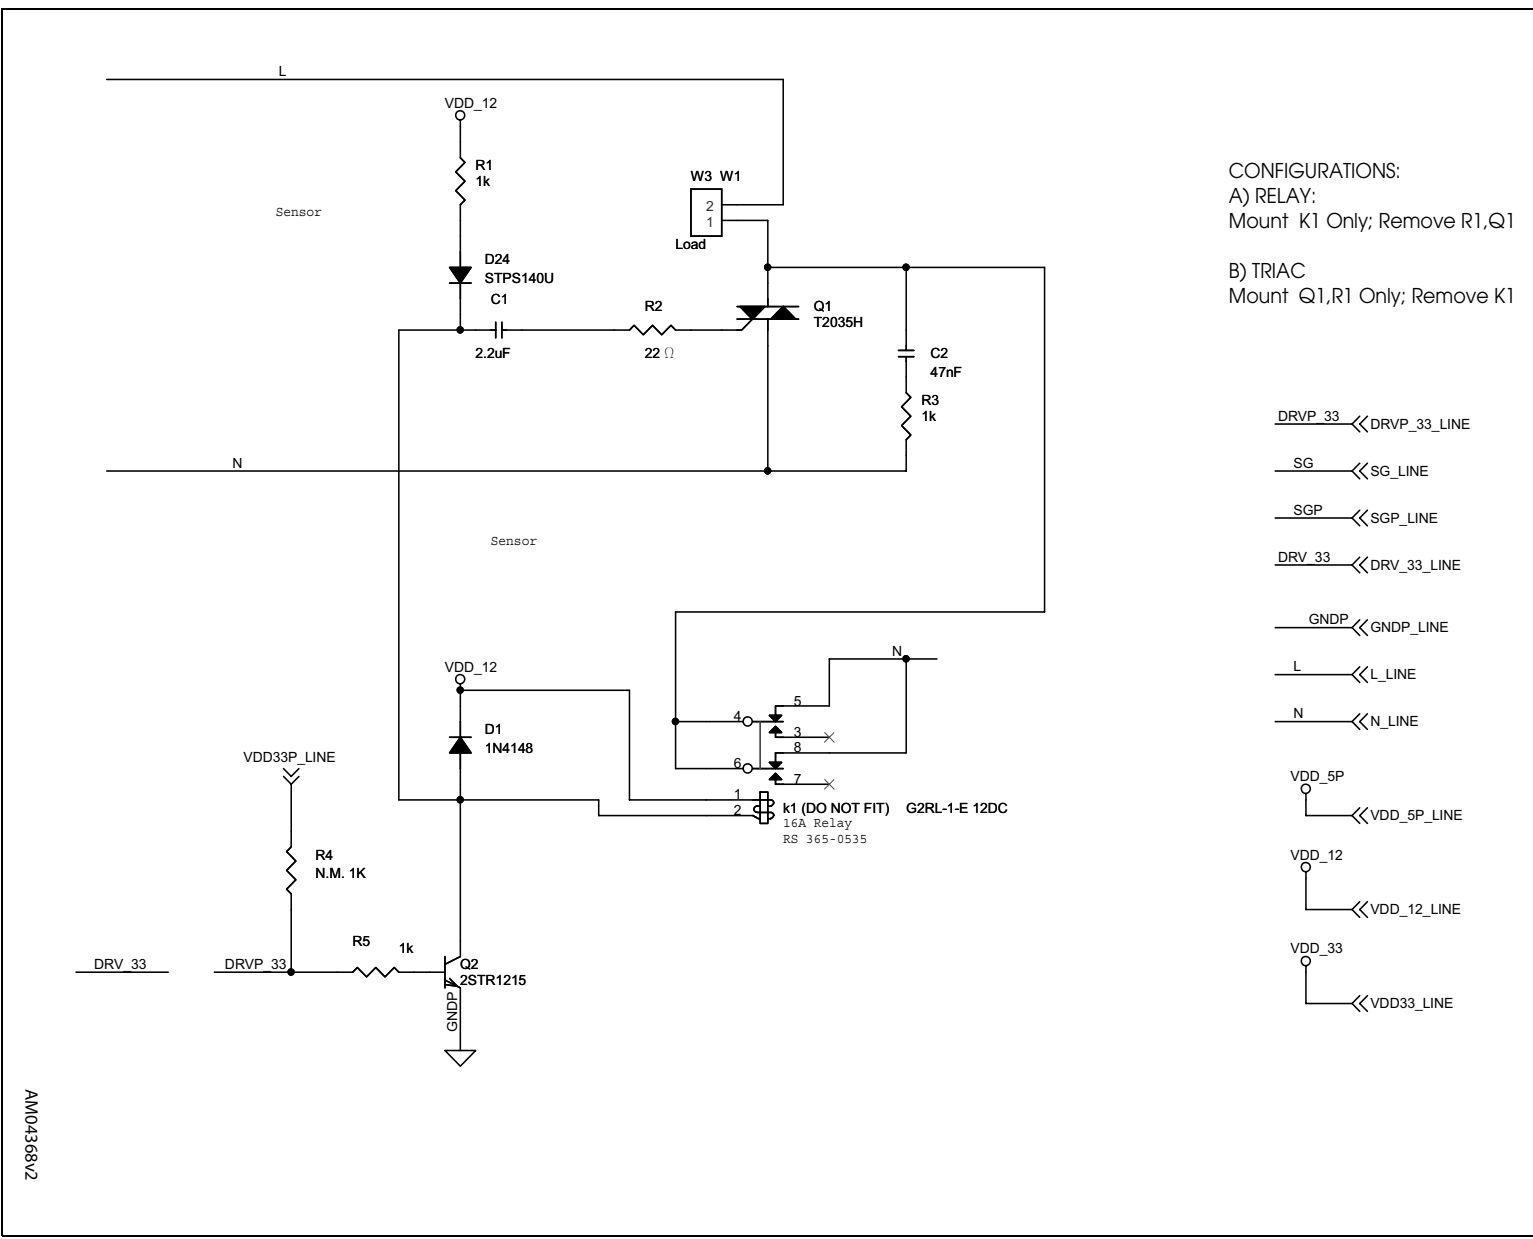 L
VDD_12
R1
1k
Sensor
W3 W1
2
1
Load
D24
STPS140U
C1
2.2uF
R2
22 Ω
Q1
T2035H
C2
47nF
R3
1k
N
Sensor
CONFIGURATIONS:
A) RELAY:
Mount K1 Only; Remove R1,Q1
B) TRIAC
Mount Q1,R1 Only; Remove K1
DRVP_33
DRVP_33_LINE
SG
SG_LINE
SGP
SGP_LINE
DRV_33
DRV_33_LINE
GNDP
GNDP_LINE
L
L_LINE
N
N_LINE
VDD_5P
VDD_5P_LINE
VDD_12
VDD_12_LINE
VDD_33
VDD33_LINE
VDD_12
D1
1N4148
N
5
4
3
8
6
7
1
2
k1 (DO NOT FIT) G2RL-1-E 12DC
16A Relay
RS 365-0535
VDD33P_LINE
R4
N.M. 1K
DRV_33
DRVP_33
R5
1k
Q2
2STR1215
GNDP
AM04368v2